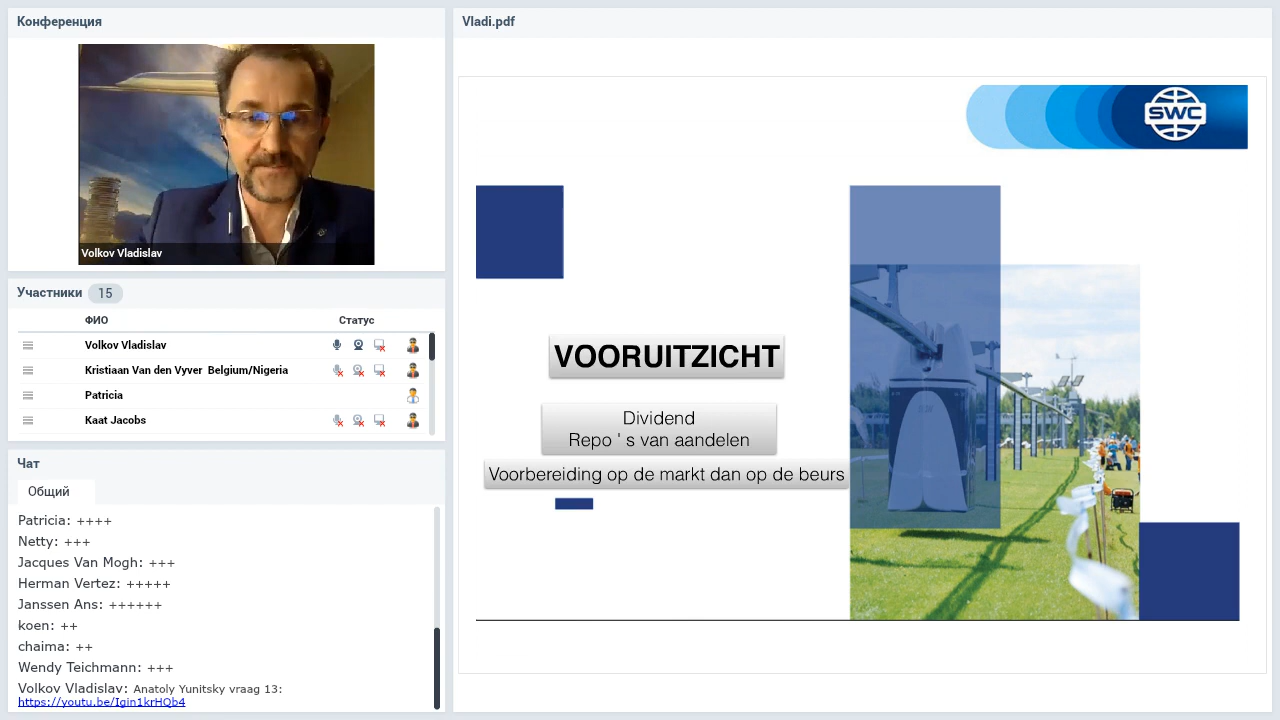 Конференция
Volkov Vladislav
Участники 15
ФИО Статус
Volkov Vladislav
Kristiaan Van den Vyver Belgium/Nigeria
Patricia
Kaat Jacobs
Чат
Общий
Patricia: ++++
Netty: +++
Jacques Van Mogh: +++
Herman Vertez: +++++
Janssen Ans: ++++++
koen: ++
chaima: ++
Wendy Teichmann: +++
Volkov Vladislav: Anatoly Yunitsky vraag 13:
https://youtu.be/Igin1krHQb4
Vladi.pdf
SWC
VOORUITZICHT
Dividend
Repo ' s van aandelen
Voorbereiding op de markt dan op de beurs